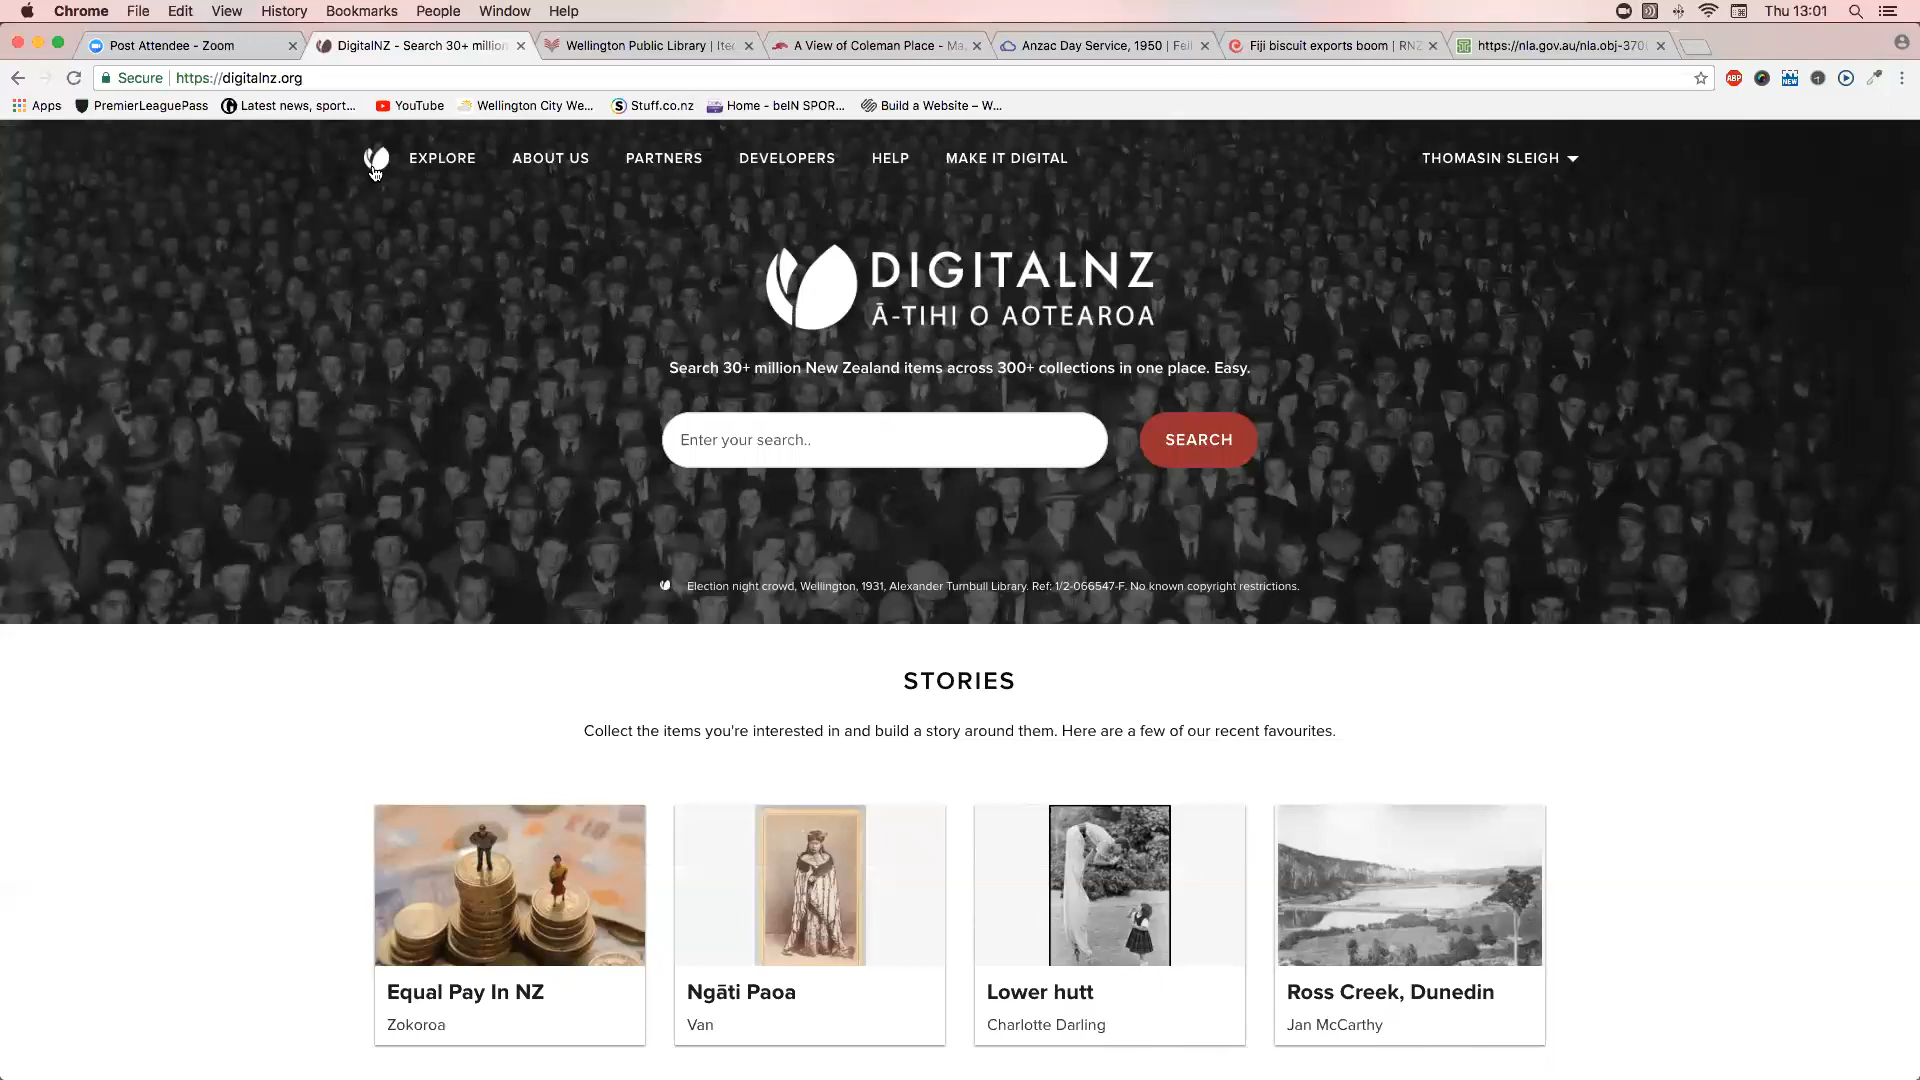 Chrome File Edit View History Bookmarks People Window Help Thu 13:01
Post Attendee - Zoom DigitalNZ - Search 30+ million Wellington Public Library | Ite A View of Coleman Place - Ma Anzac Day Service, 1950 | Feil Fiji biscuit exports boom | RNZ https://nla.gov.au/nla.obj-370
Secure https://digitalnz.org ABP NEW
Apps PremierLeaguePass Latest news, sport... YouTube Wellington City We... Stuff.co.nz Home - beIN SPOR... Build a Website – W...
EXPLORE ABOUT US PARTNERS DEVELOPERS HELP MAKE IT DIGITAL THOMASIN SLEIGH
DIGITALNZ
Ā-TIHI O AOTEAROA
Search 30+ million New Zealand items across 300+ collections in one place. Easy.
Enter your search.. SEARCH
Election night crowd, Wellington, 1931, Alexander Turnbull Library. Ref: 1/2-066547-F. No known copyright restrictions.
STORIES
Collect the items you're interested in and build a story around them. Here are a few of our recent favourites.
Equal Pay In NZ Ngāti Paoa Lower hutt Ross Creek, Dunedin
Zokoroa Van Charlotte Darling Jan McCarthy